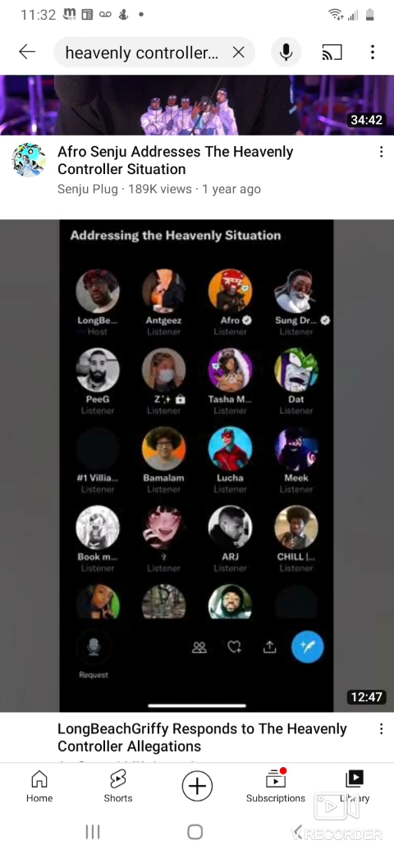 11:32
heavenly controller...
34:42
Afro Senju Addresses The Heavenly
Controller Situation
Senju Plug · 189K views · 1 year ago
Addressing the Heavenly Situation
LongBe... Antgeez Afro Sung Dr...
Host Listener Listener Listener
PeeG Z Tasha M... Dat
Listener Listener Listener Listener
#1 Villia... Bamalam Lucha Meek
Listener Listener Listener Listener
Book m... ARJ CHILL |...
Listener Listener Listener Listener
Request
12:47
LongBeachGriffy Responds to The Heavenly
Controller Allegations
Home Shorts Subscriptions Library
V RECORDER